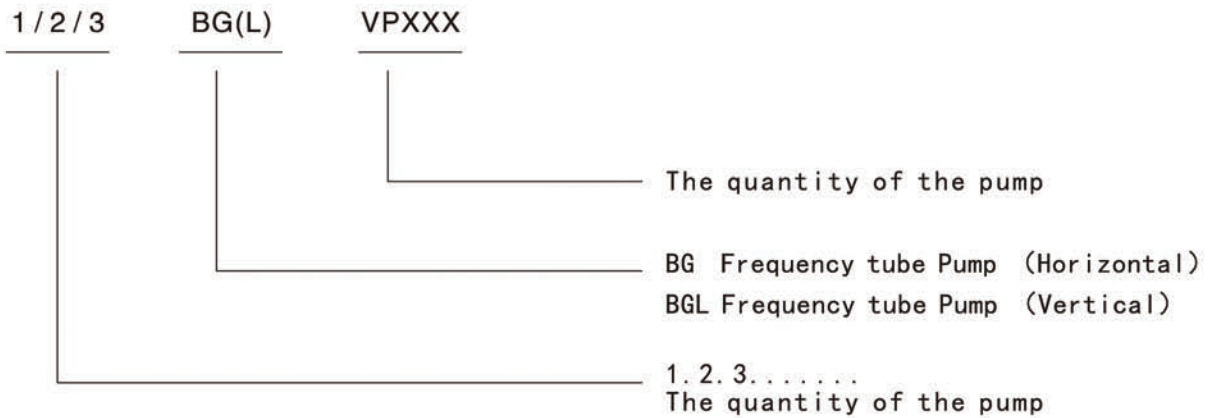 1/2/3 BG(L) VPXXX
The quantity of the pump
BG Frequency tube Pump (Horizontal)
BGL Frequency tube Pump (Vertical)
1.2.3.......
The quantity of the pump